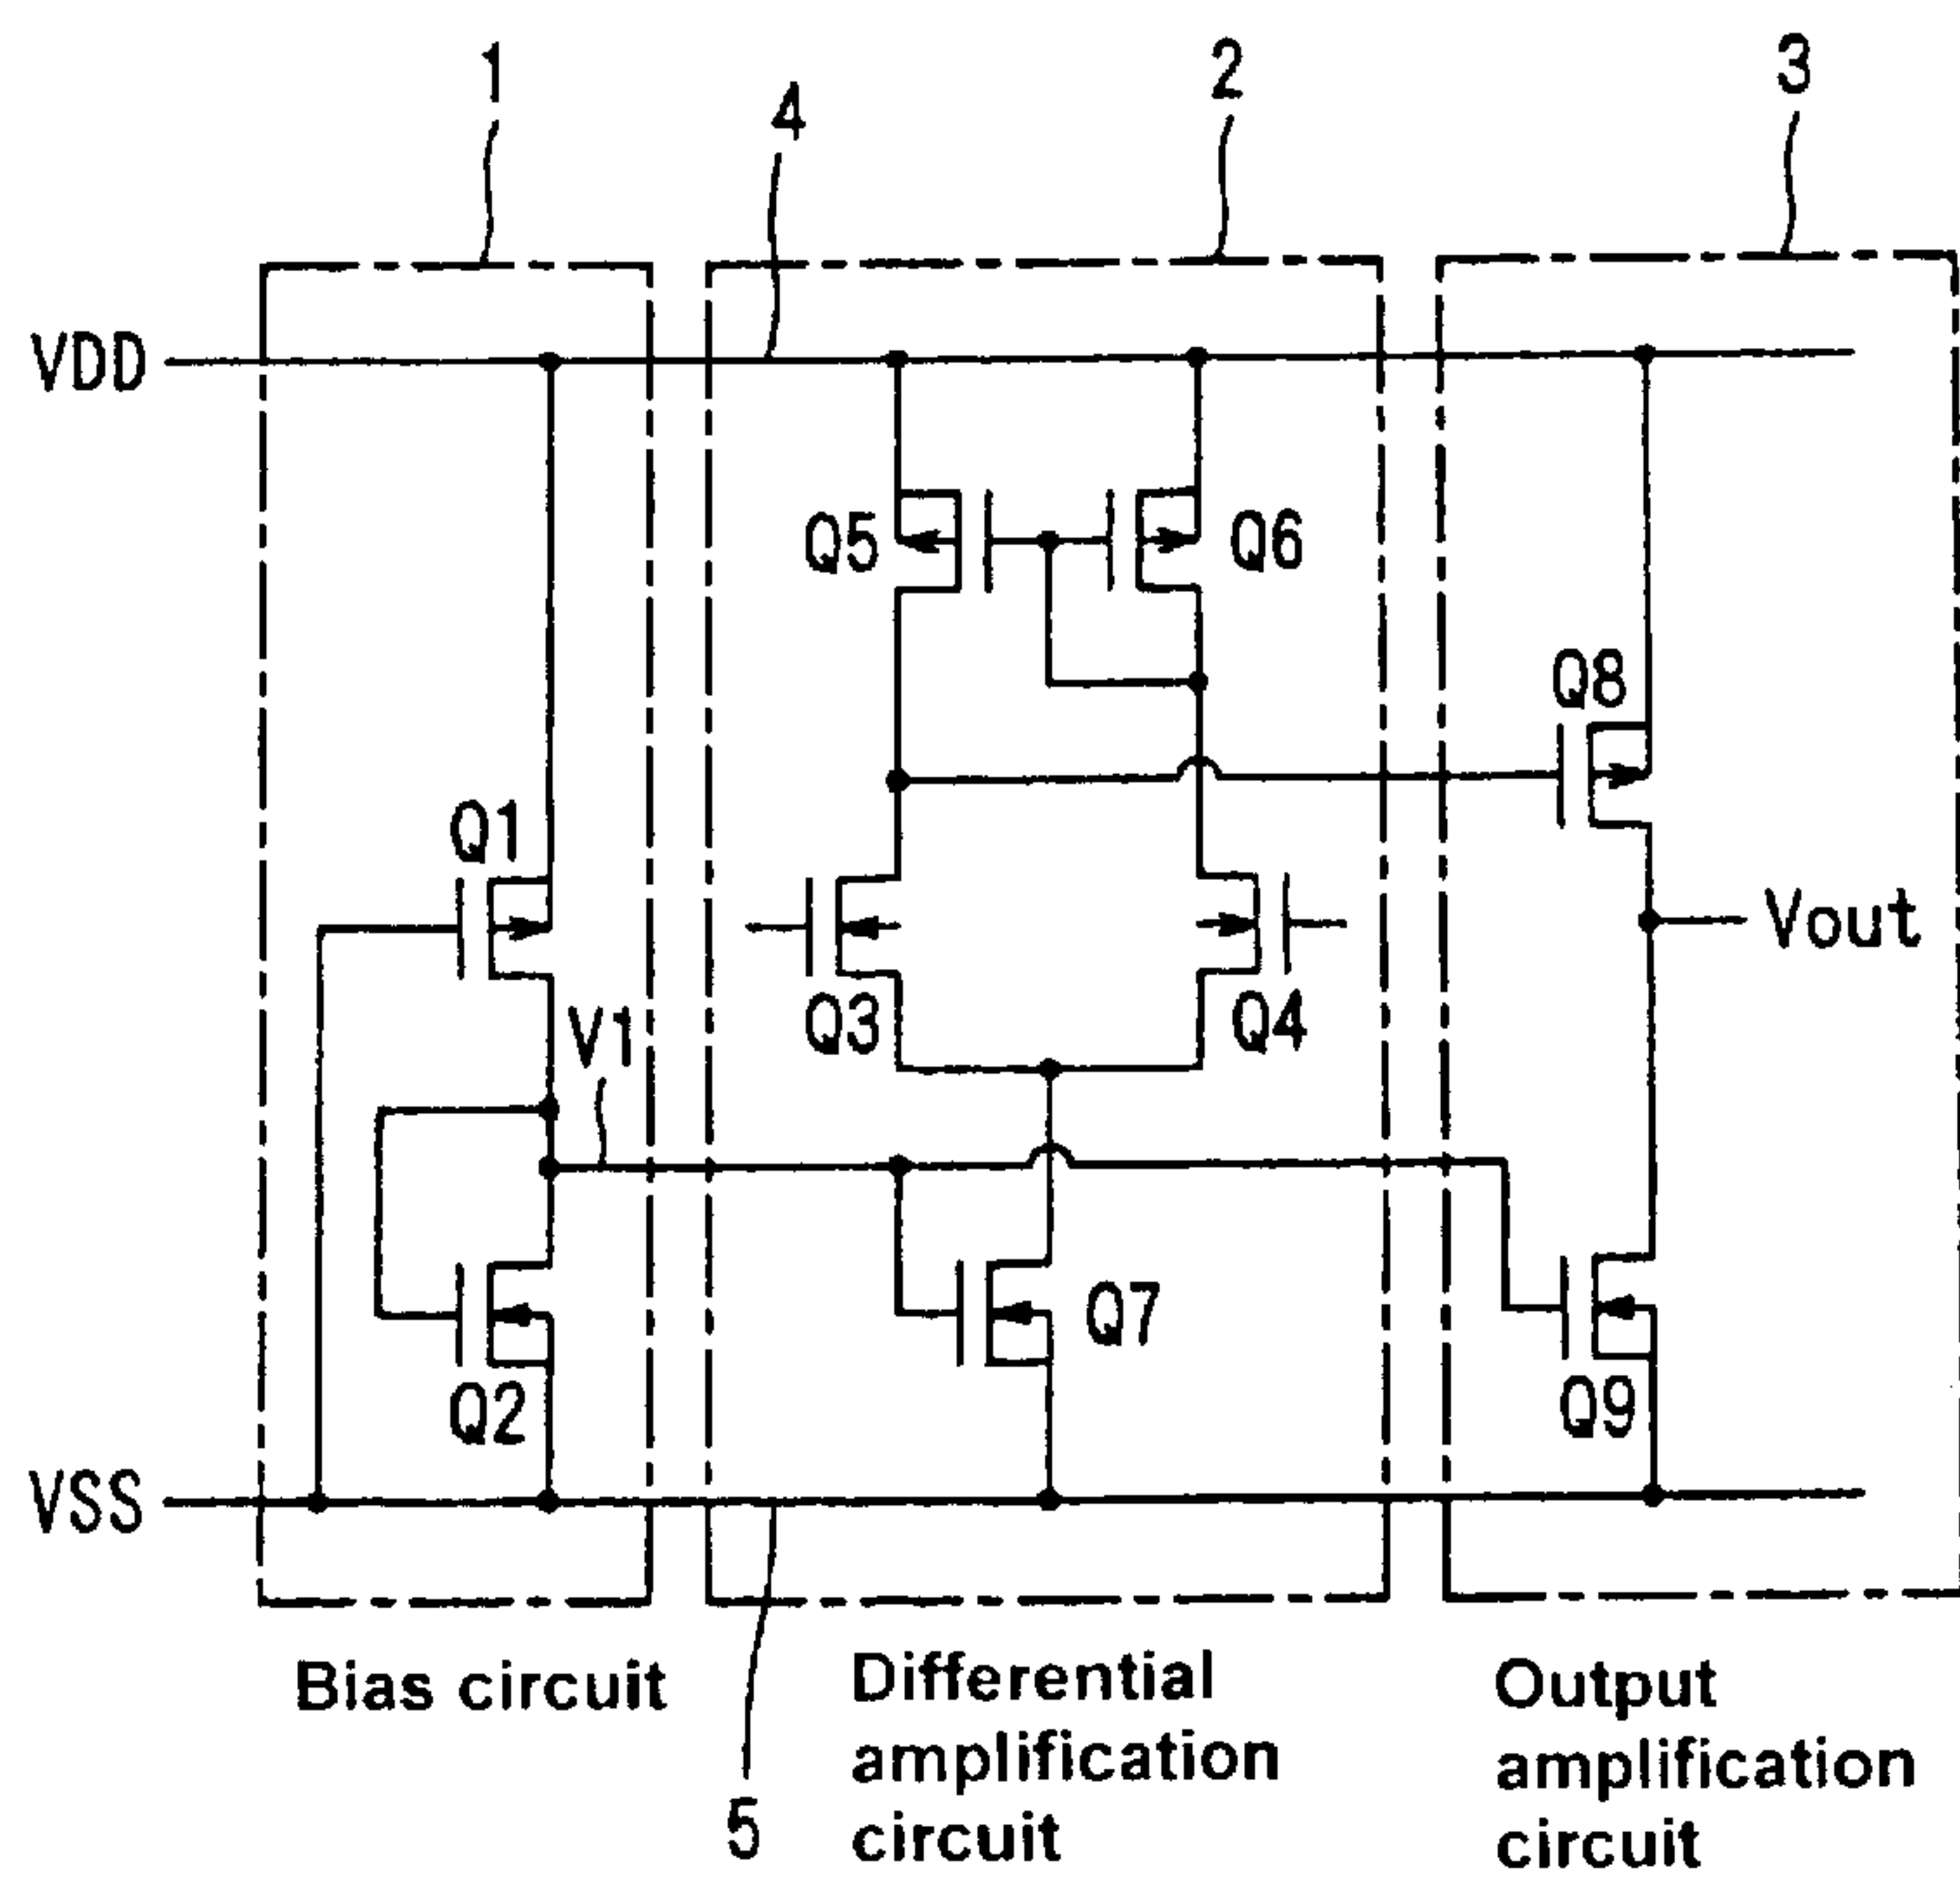 1
2
3
4
VDD
Q5
Q6
Q8
Q1
Vout
Q3
Q4
V1
Q7
Q2
Q9
VSS
Bias circuit
Differential
amplification
circuit
Output
amplification
circuit
5